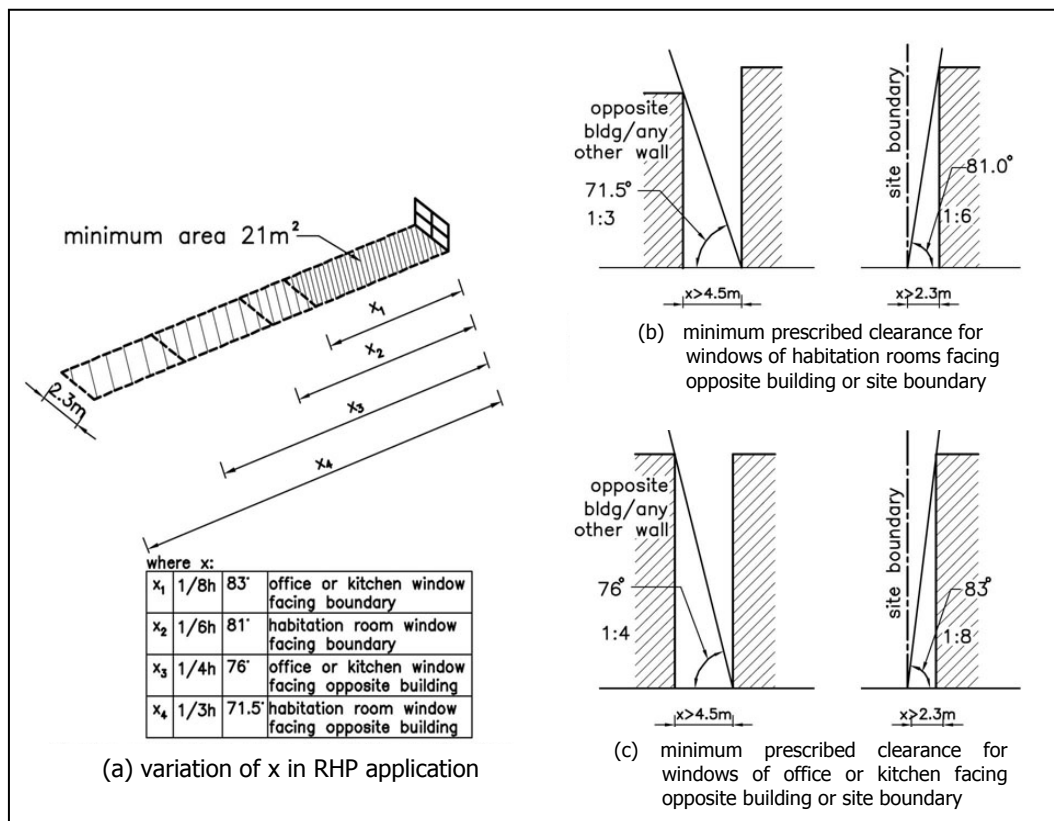 minimum area 21m²
x₁
x₂
x₃
x₄
2.3m
where x:
x₁ 1/8h 83° office or kitchen window
facing boundary
x₂ 1/6h 81° habitation room window
facing boundary
x₃ 1/4h 76° office or kitchen window
facing opposite building
x₄ 1/3h 71.5° habitation room window
facing opposite building
(a) variation of x in RHP application
opposite
bldg/any
other wall
71.5°
1:3
x>4.5m
site boundary
81.0°
1:6
x>2.3m
(b) minimum prescribed clearance for
windows of habitation rooms facing
opposite building or site boundary
opposite
bldg/any
other wall
76°
1:4
x>4.5m
site boundary
83°
1:8
x>2.3m
(c) minimum prescribed clearance for
windows of office or kitchen facing
opposite building or site boundary